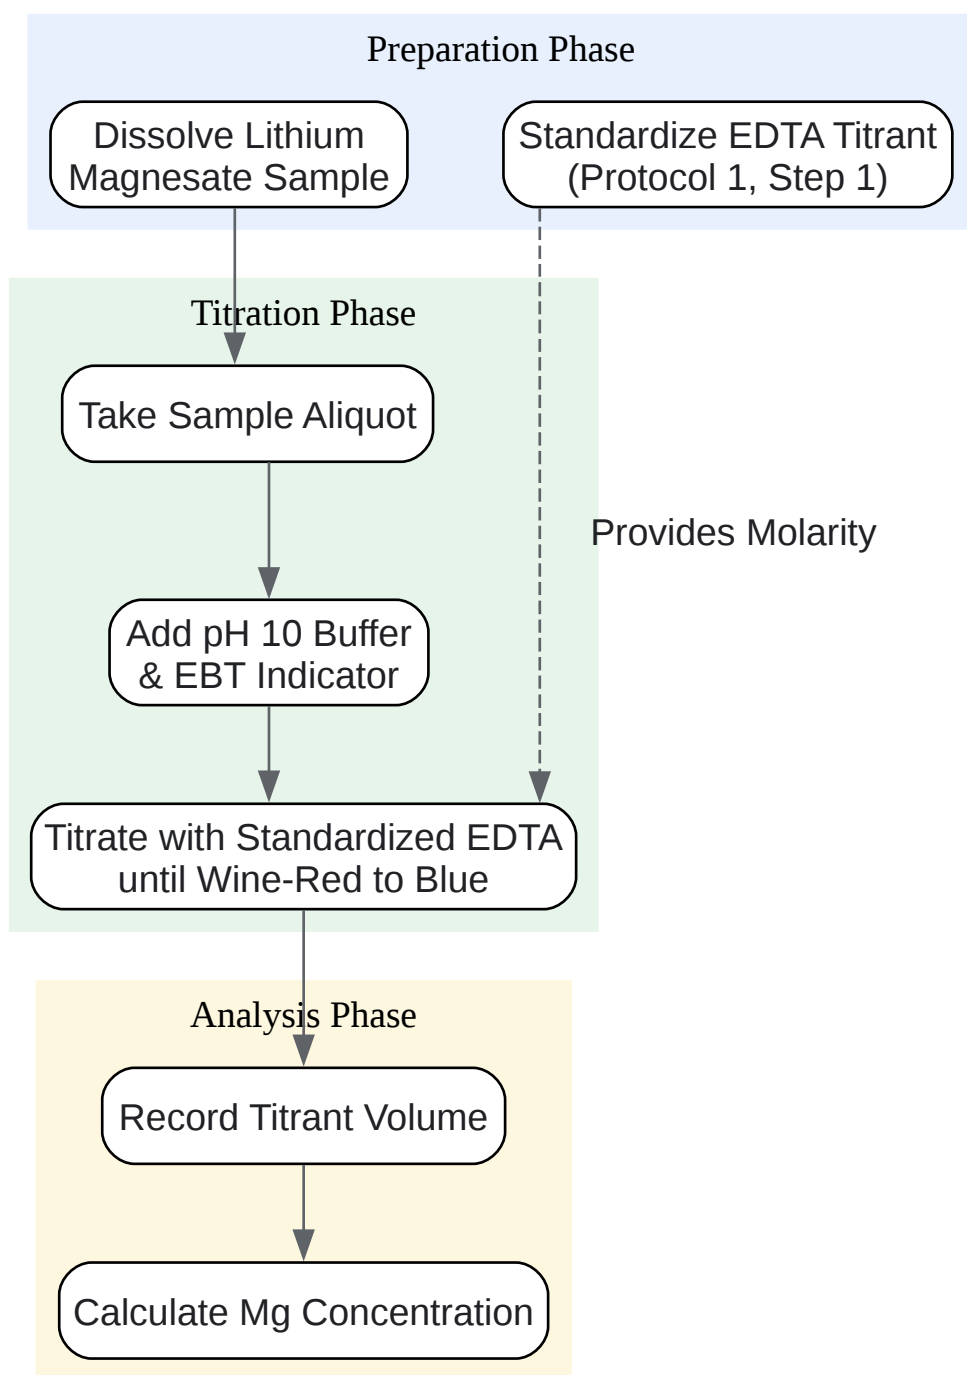 Preparation Phase
Dissolve Lithium
Magnesate Sample
Standardize EDTA Titrant
(Protocol 1, Step 1)
Titration Phase
Take Sample Aliquot
Provides Molarity
Add pH 10 Buffer
& EBT Indicator
Titrate with Standardized EDTA
until Wine-Red to Blue
Analysis Phase
Record Titrant Volume
Calculate Mg Concentration